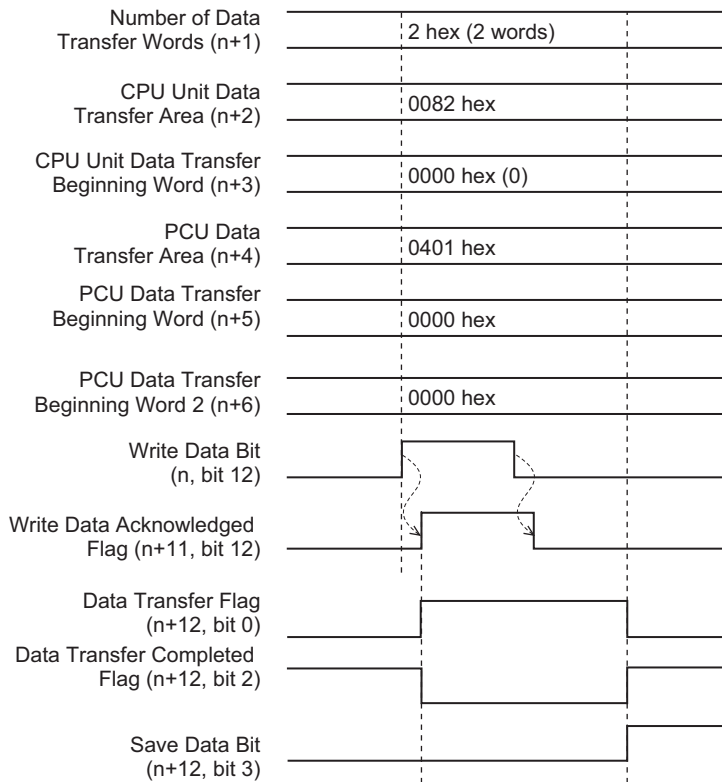 Number of Data
Transfer Words (n+1)
2 hex (2 words)
CPU Unit Data
Transfer Area (n+2)
0082 hex
CPU Unit Data Transfer
Beginning Word (n+3)
0000 hex (0)
PCU Data
Transfer Area (n+4)
0401 hex
PCU Data Transfer
Beginning Word (n+5)
0000 hex
PCU Data Transfer
Beginning Word 2 (n+6)
0000 hex
Write Data Bit
(n, bit 12)
Write Data Acknowledged
Flag (n+11, bit 12)
Data Transfer Flag
(n+12, bit 0)
Data Transfer Completed
Flag (n+12, bit 2)
Save Data Bit
(n+12, bit 3)